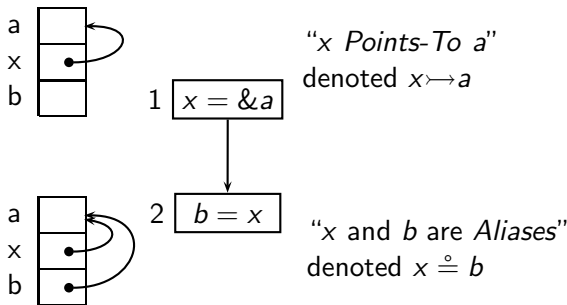 a
x
b
1 x = &a
“x Points-To a”
denoted x↣a
2 b = x
a
x
b
“x and b are Aliases”
denoted x ≗ b